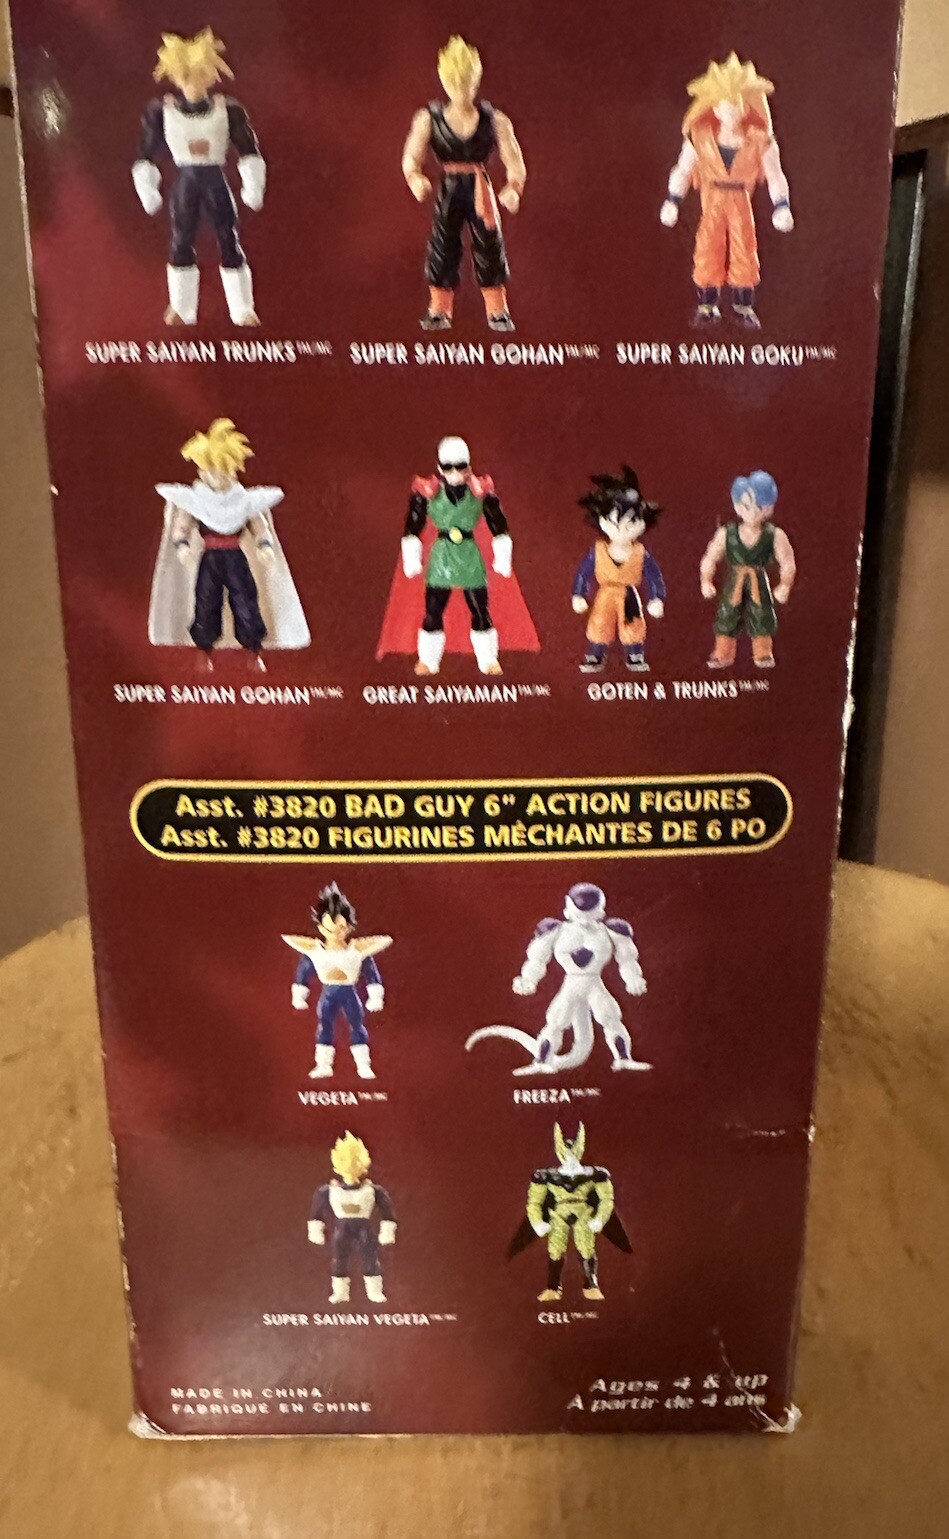 SUPER SAIYAN TRUNKS™/MC SUPER SAIYAN GOHAN™/MC SUPER SAIYAN GOKU™/MC
SUPER SAIYAN GOHAN™/MC GREAT SAIYAMAN™/MC GOTEN & TRUNKS™/MC
Asst. #3820 BAD GUY 6" ACTION FIGURES
Asst. #3820 FIGURINES MÉCHANTES DE 6 PO
VEGETA™/MC FREEZA™/MC
SUPER SAIYAN VEGETA™/MC CELL™/MC
MADE IN CHINA
FABRIQUÉ EN CHINE
Ages 4 & up
À partir de 4 ans